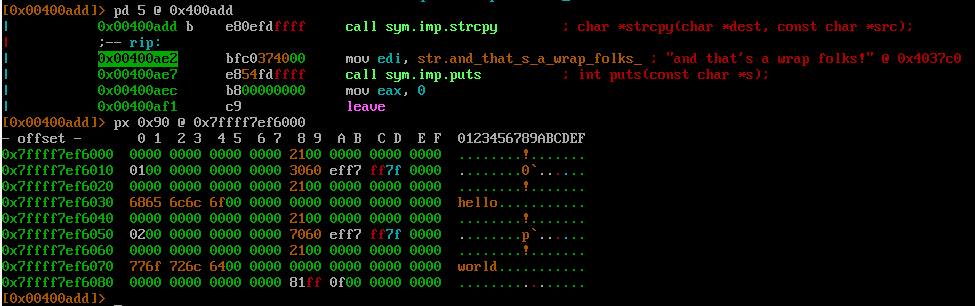 [0x00400add]> pd 5 @ 0x400add
|           0x00400add b    e80efdffff     call sym.imp.strcpy        ; char *strcpy(char *dest, const char *src);
|           ;-- rip:
|           0x00400ae2      bfc0374000     mov edi, str.and_that_s_a_wrap_folks_ ; "and that's a wrap folks!" @ 0x4037c0
|           0x00400ae7      e854fdffff     call sym.imp.puts          ; int puts(const char *s);
|           0x00400aec      b800000000     mov eax, 0
|           0x00400af1      c9             leave
[0x00400add]> px 0x90 @ 0x7ffff7ef6000
- offset -       0 1  2 3  4 5  6 7  8 9  A B  C D  E F  0123456789ABCDEF
0x7ffff7ef6000  0000 0000 0000 0000 2100 0000 0000 0000  ........!.......
0x7ffff7ef6010  0100 0000 0000 0000 3060 eff7 ff7f 0000  ........0`......
0x7ffff7ef6020  0000 0000 0000 0000 2100 0000 0000 0000  ........!.......
0x7ffff7ef6030  6865 6c6c 6f00 0000 0000 0000 0000 0000  hello...........
0x7ffff7ef6040  0000 0000 0000 0000 2100 0000 0000 0000  ........!.......
0x7ffff7ef6050  0200 0000 0000 0000 7060 eff7 ff7f 0000  ........p`......
0x7ffff7ef6060  0000 0000 0000 0000 2100 0000 0000 0000  ........!.......
0x7ffff7ef6070  776f 726c 6400 0000 0000 0000 0000 0000  world...........
0x7ffff7ef6080  0000 0000 0000 0000 81ff 0f00 0000 0000  ................
[0x00400add]>